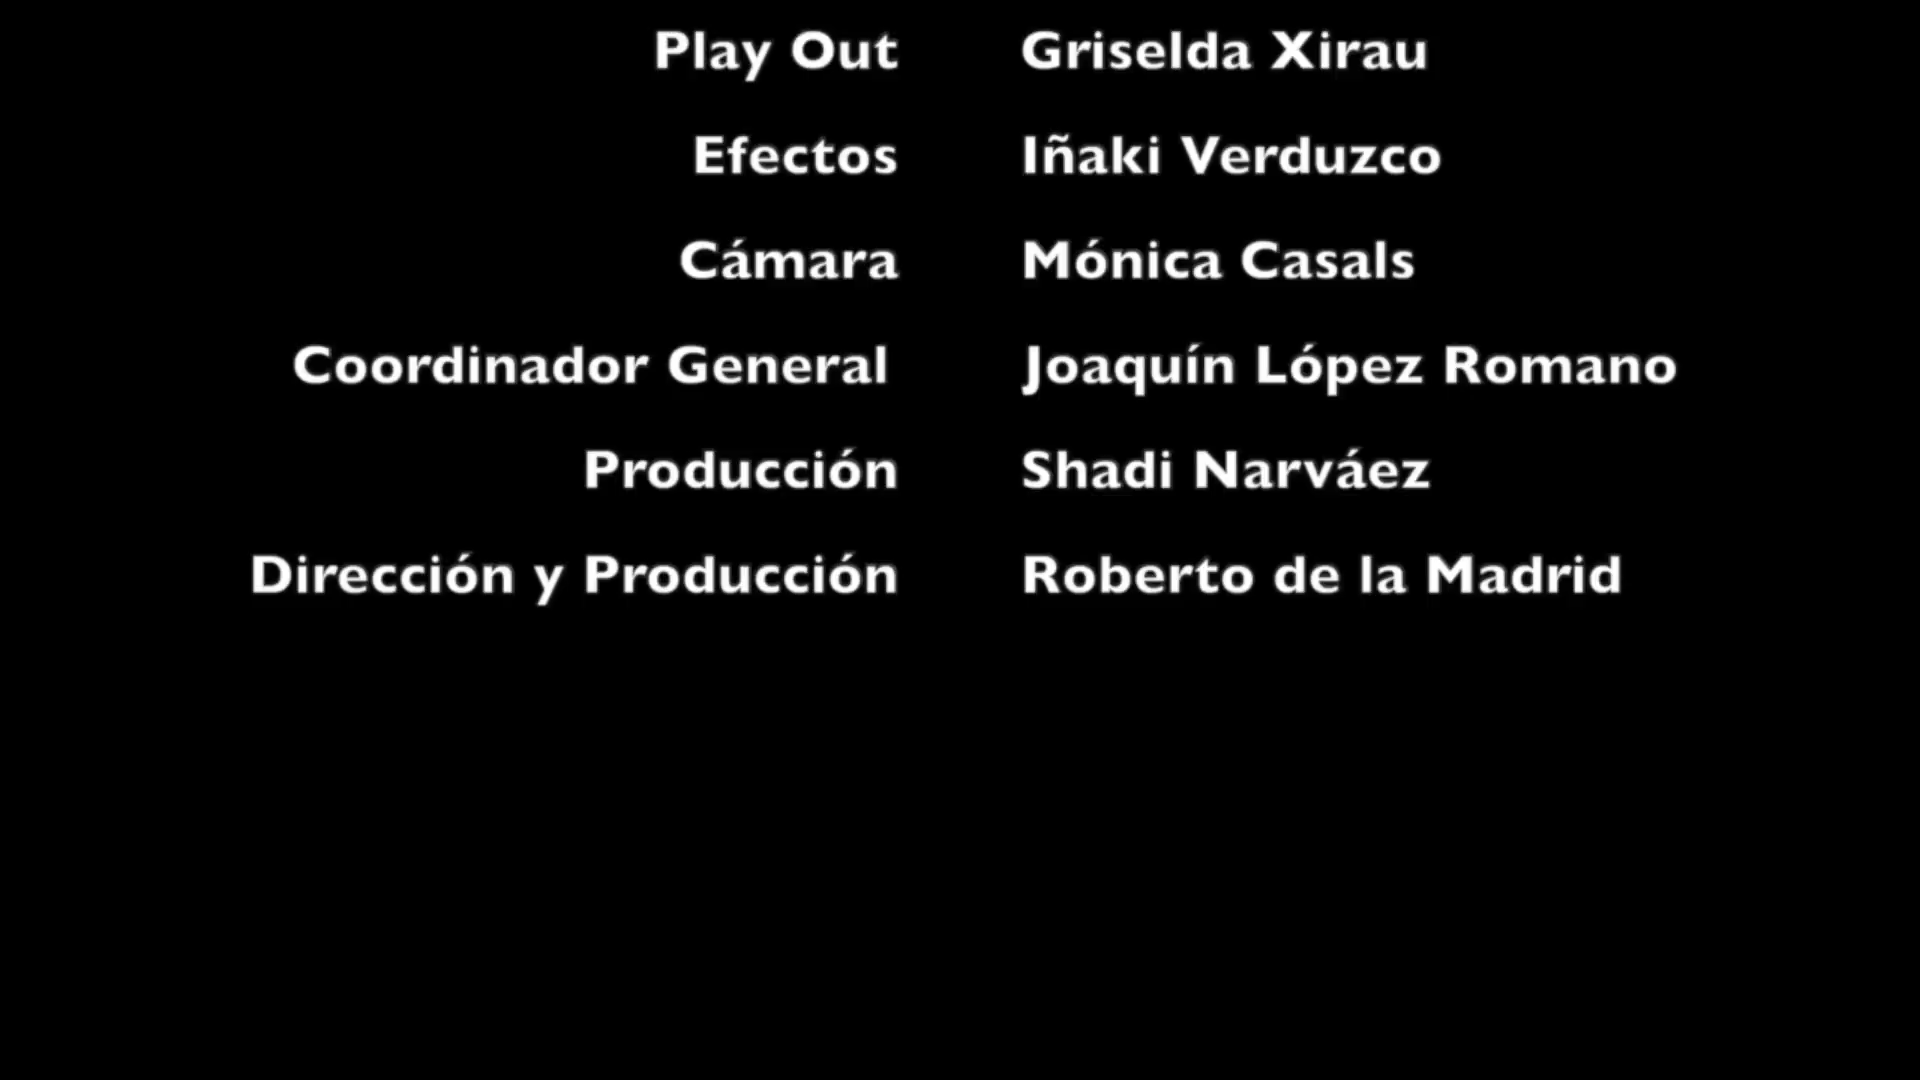 Play Out Griselda Xirau
Efectos Iñaki Verduzco
Cámara Mónica Casals
Coordinador General Joaquín López Romano
Producción Shadi Narváez
Dirección y Producción Roberto de la Madrid